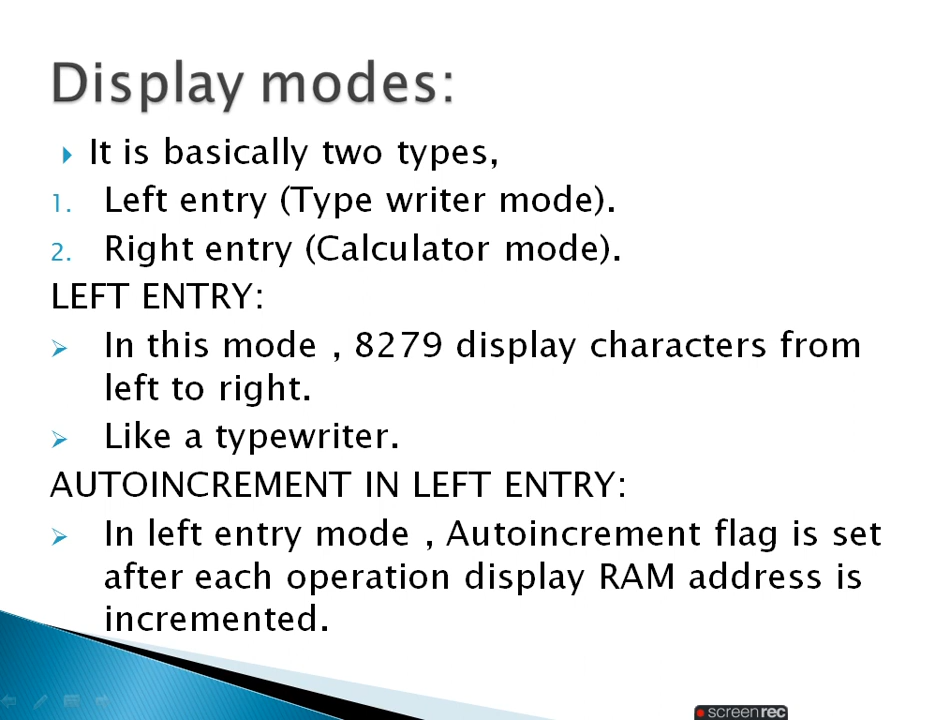 Display modes:
It is basically two types,
1. Left entry (Type writer mode).
2. Right entry (Calculator mode).
LEFT ENTRY:
In this mode , 8279 display characters from
left to right.
Like a typewriter.
AUTOINCREMENT IN LEFT ENTRY:
In left entry mode , Autoincrement flag is set
after each operation display RAM address is
incremented.
screenrec